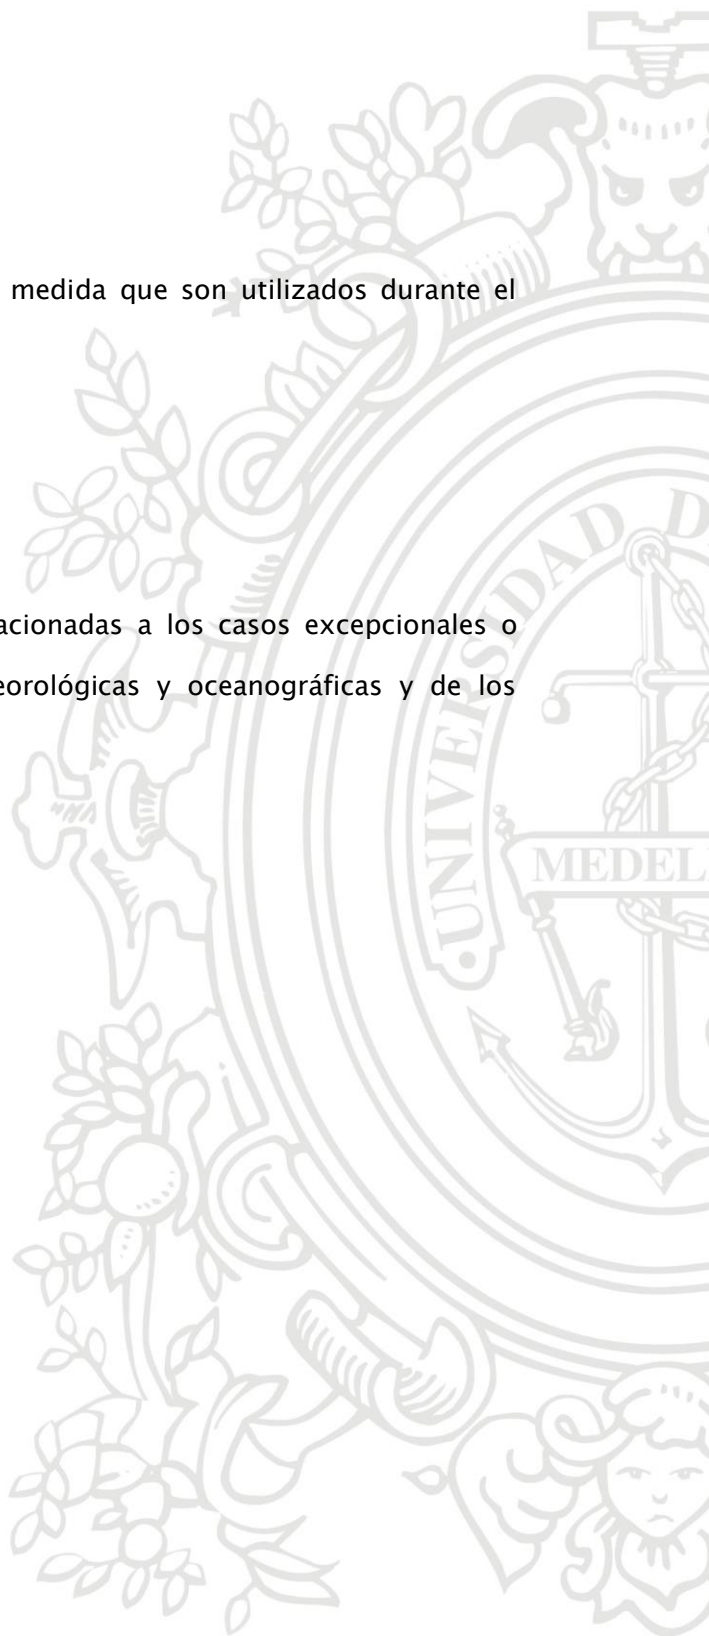 medida que son utilizados durante el
acionadas a los casos excepcionales o
eorológicas y oceanográficas y de los
UNIVERSIDAD D
MEDEL